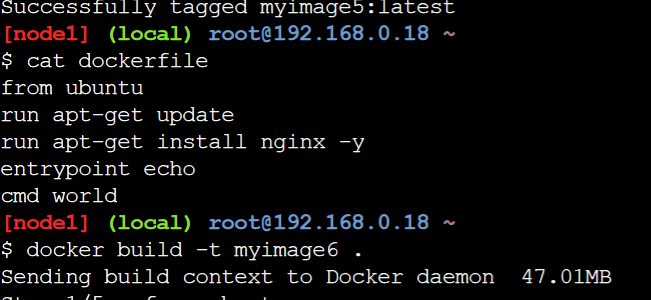 Successfully tagged myimage5:latest
[node1] (local) root@192.168.0.18 ~
$ cat dockerfile
from ubuntu
run apt-get update
run apt-get install nginx -y
entrypoint echo
cmd world
[node1] (local) root@192.168.0.18 ~
$ docker build -t myimage6 .
Sending build context to Docker daemon  47.01MB